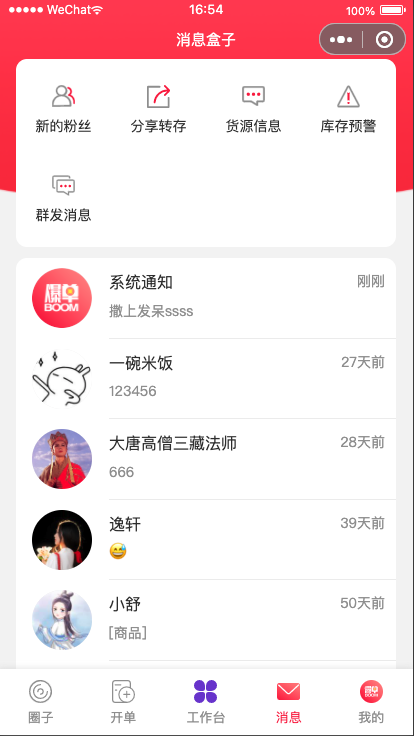 WeChat 16:54 100%
消息盒子
新的粉丝 分享转存 货源信息 库存预警
群发消息
爆单
BOOM
系统通知 刚刚
撒上发呆ssss
一碗米饭 27天前
123456
大唐高僧三藏法师 28天前
666
逸轩 39天前
😅
小舒 50天前
[商品]
圈子 开单 工作台 消息 我的